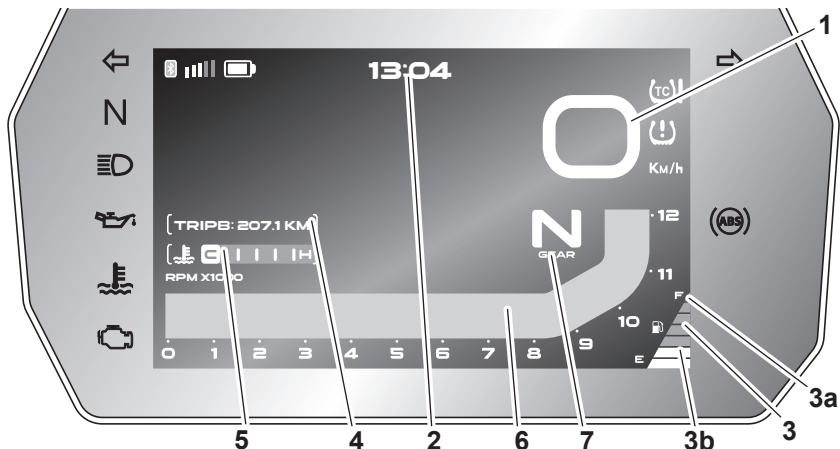 1
13:04
TC
N
KM/h
TRIPB: 207.1 KM
N
GEAR
12
ABS
C H
RPM X1000
11
F
10
0 1 2 3 4 5 6 7 8 9
E
3a
3
5 4 2 6 7 3b